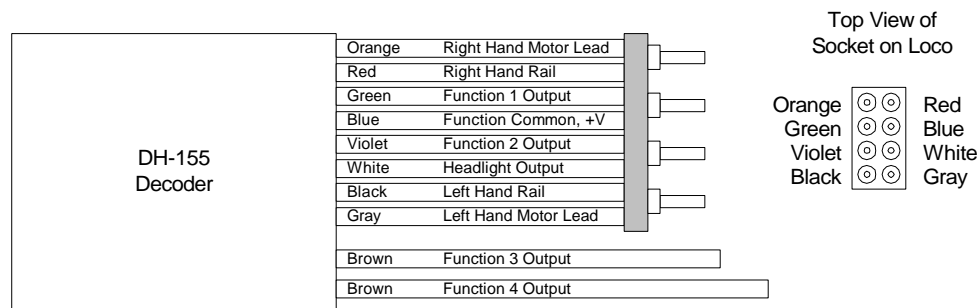 DH-155
Decoder
Orange Right Hand Motor Lead
Red Right Hand Rail
Green Function 1 Output
Blue Function Common, +V
Violet Function 2 Output
White Headlight Output
Black Left Hand Rail
Gray Left Hand Motor Lead
Brown Function 3 Output
Brown Function 4 Output
Top View of
Socket on Loco
Orange Red
Green Blue
Violet White
Black Gray